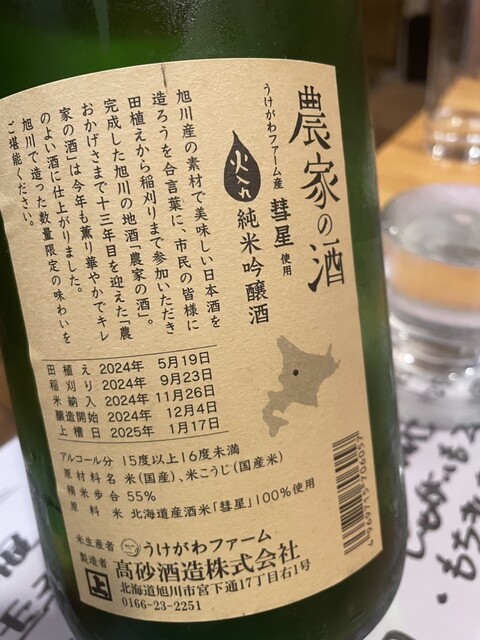 農家の酒
うけがわファーム産 彗星 使用
火入
純米吟醸酒
旭川産の素材で美味しい日本酒を
造ろうを合言葉に、市民の皆様に
田植えから稲刈りまで参加いただき
完成した旭川の地酒「農家の酒」。
おかげさまで十三年目を迎えた「農
家の酒」は今年も薫り華やかでキレ
のよい酒に仕上がりました。
旭川で造った数量限定の味わいを
ご堪能ください。
田植え 2024年 5月19日
稲刈り 2024年 9月23日
米納入 2024年 11月26日
醸造開始 2024年 12月4日
上槽日 2025年 1月17日
アルコール分 15度以上16度未満
原材料名 米(国産)、米こうじ(国産米)
精米歩合 55%
原料米 北海道産酒米「彗星」100%使用
米生産者 うけがわファーム
製造者 髙砂酒造株式会社
上
北海道旭川市宮下通17丁目右1号
0166-23-2251
4969715706057